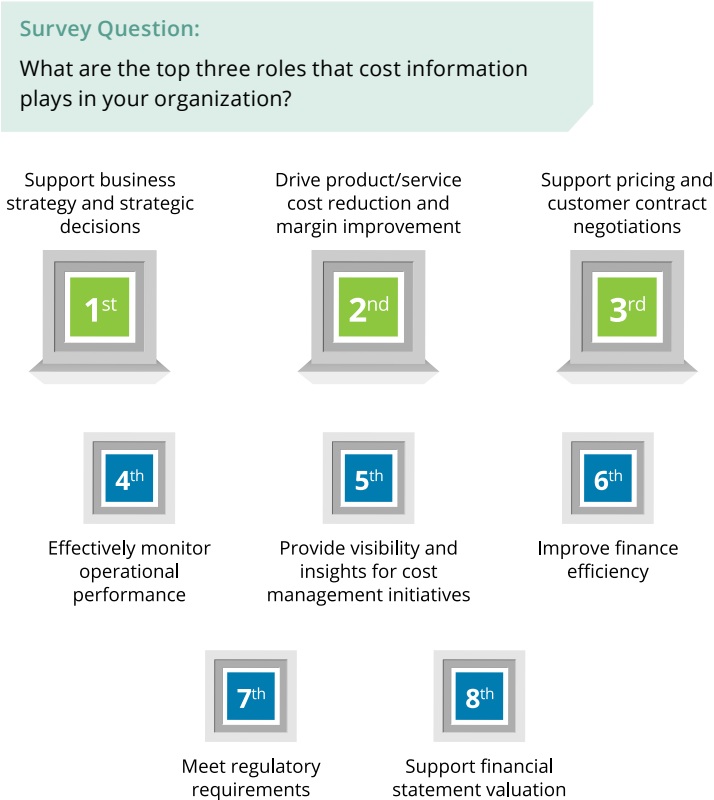 Survey Question:
What are the top three roles that cost information
plays in your organization?
Support business
strategy and strategic
decisions
Drive product/service
cost reduction and
margin improvement
Support pricing and
customer contract
negotiations
1st
2nd
3rd
4th
5th
6th
Effectively monitor
operational
performance
Provide visibility and
insights for cost
management initiatives
Improve finance
efficiency
7th
8th
Meet regulatory
requirements
Support financial
statement valuation